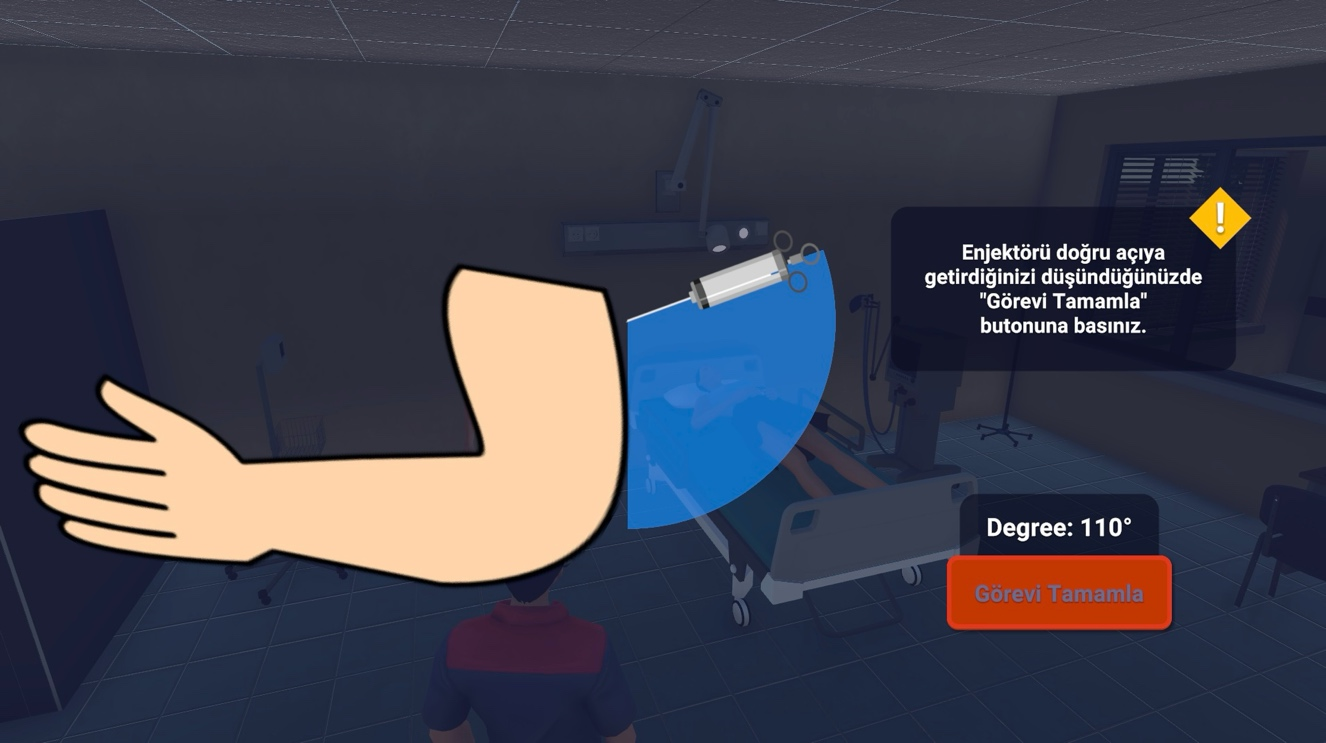 !
Enjektörü doğru açıya
getirdiğinizi düşündüğünüzde
"Görevi Tamamla"
butonuna basınız.
Degree: 110°
Görevi Tamamla